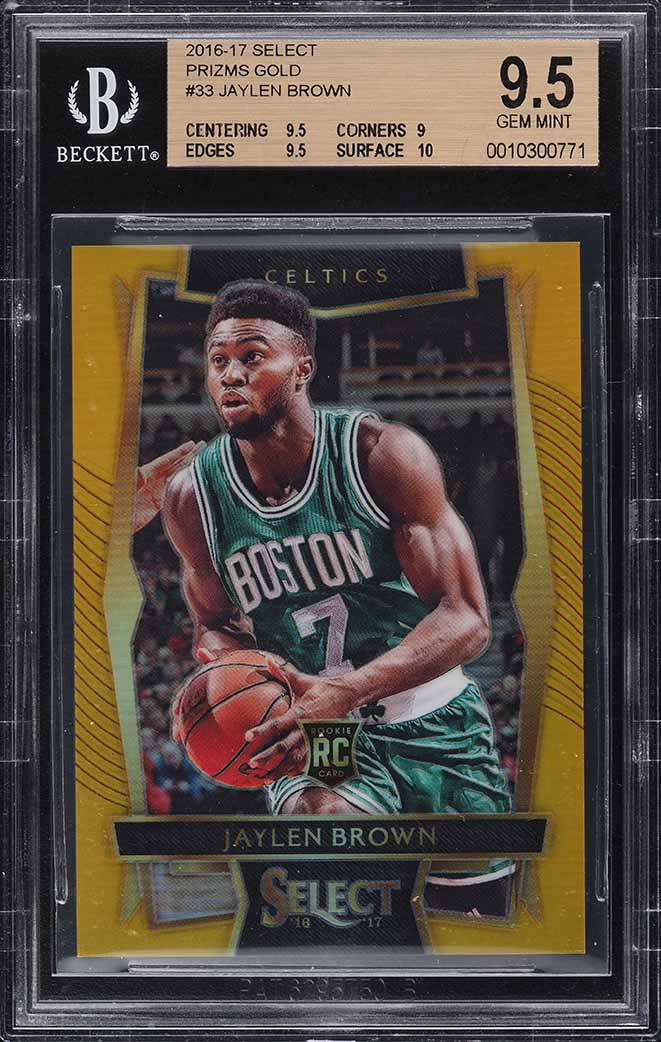 2016-17 SELECT
PRIZMS GOLD
#33 JAYLEN BROWN
CENTERING 9.5 CORNERS 9
EDGES 9.5 SURFACE 10
9.5
GEM MINT
0010300771
B
BECKETT®
CELTICS
BOSTON
7
ROOKIE
RC
CARD
JAYLEN BROWN
SELECT
16 17